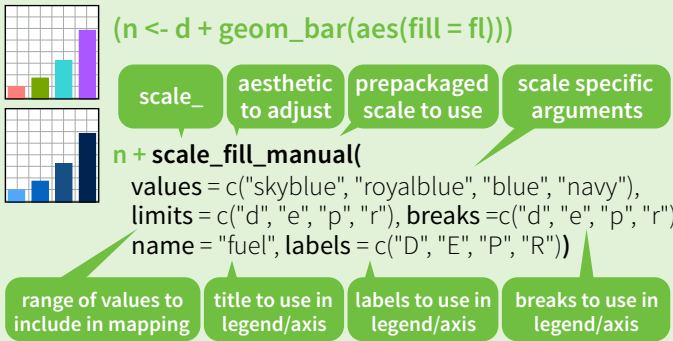 (n <- d + geom_bar(aes(fill = fl)))
scale_
aesthetic
to adjust
prepackaged
scale to use
scale specific
arguments
n + scale_fill_manual(
values = c("skyblue", "royalblue", "blue", "navy"),
limits = c("d", "e", "p", "r"), breaks =c("d", "e", "p", "r")
name = "fuel", labels = c("D", "E", "P", "R"))
range of values to
include in mapping
title to use in
legend/axis
labels to use in
legend/axis
breaks to use in
legend/axis